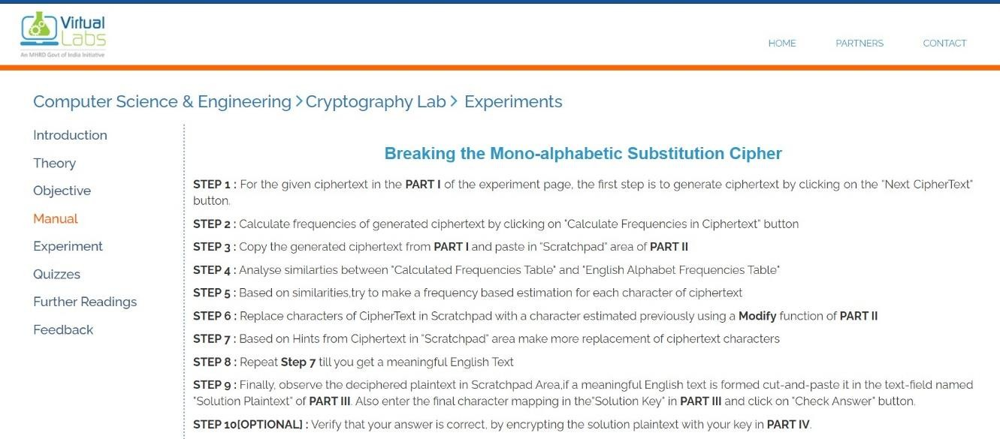 Virtual
Labs
An MHRD Govt of India Initiative
HOME PARTNERS CONTACT
Computer Science & Engineering >Cryptography Lab > Experiments
Introduction
Theory
Objective
Manual
Experiment
Quizzes
Further Readings
Feedback
Breaking the Mono-alphabetic Substitution Cipher
STEP 1 : For the given ciphertext in the PART I of the experiment page, the first step is to generate ciphertext by clicking on the "Next CipherText"
button.
STEP 2 : Calculate frequencies of generated ciphertext by clicking on "Calculate Frequencies in Ciphertext" button
STEP 3 : Copy the generated ciphertext from PART I and paste in "Scratchpad" area of PART II
STEP 4 : Analyse similarties between "Calculated Frequencies Table" and "English Alphabet Frequencies Table"
STEP 5 : Based on similarities,try to make a frequency based estimation for each character of ciphertext
STEP 6 : Replace characters of CipherText in Scratchpad with a character estimated previously using a Modify function of PART II
STEP 7 : Based on Hints from Ciphertext in "Scratchpad" area make more replacement of ciphertext characters
STEP 8 : Repeat Step 7 till you get a meaningful English Text
STEP 9 : Finally, observe the deciphered plaintext in Scratchpad Area,if a meaningful English text is formed cut-and-paste it in the text-field named
"Solution Plaintext" of PART III. Also enter the final character mapping in the"Solution Key" in PART III and click on "Check Answer" button.
STEP 10[OPTIONAL] : Verify that your answer is correct, by encrypting the solution plaintext with your key in PART IV.